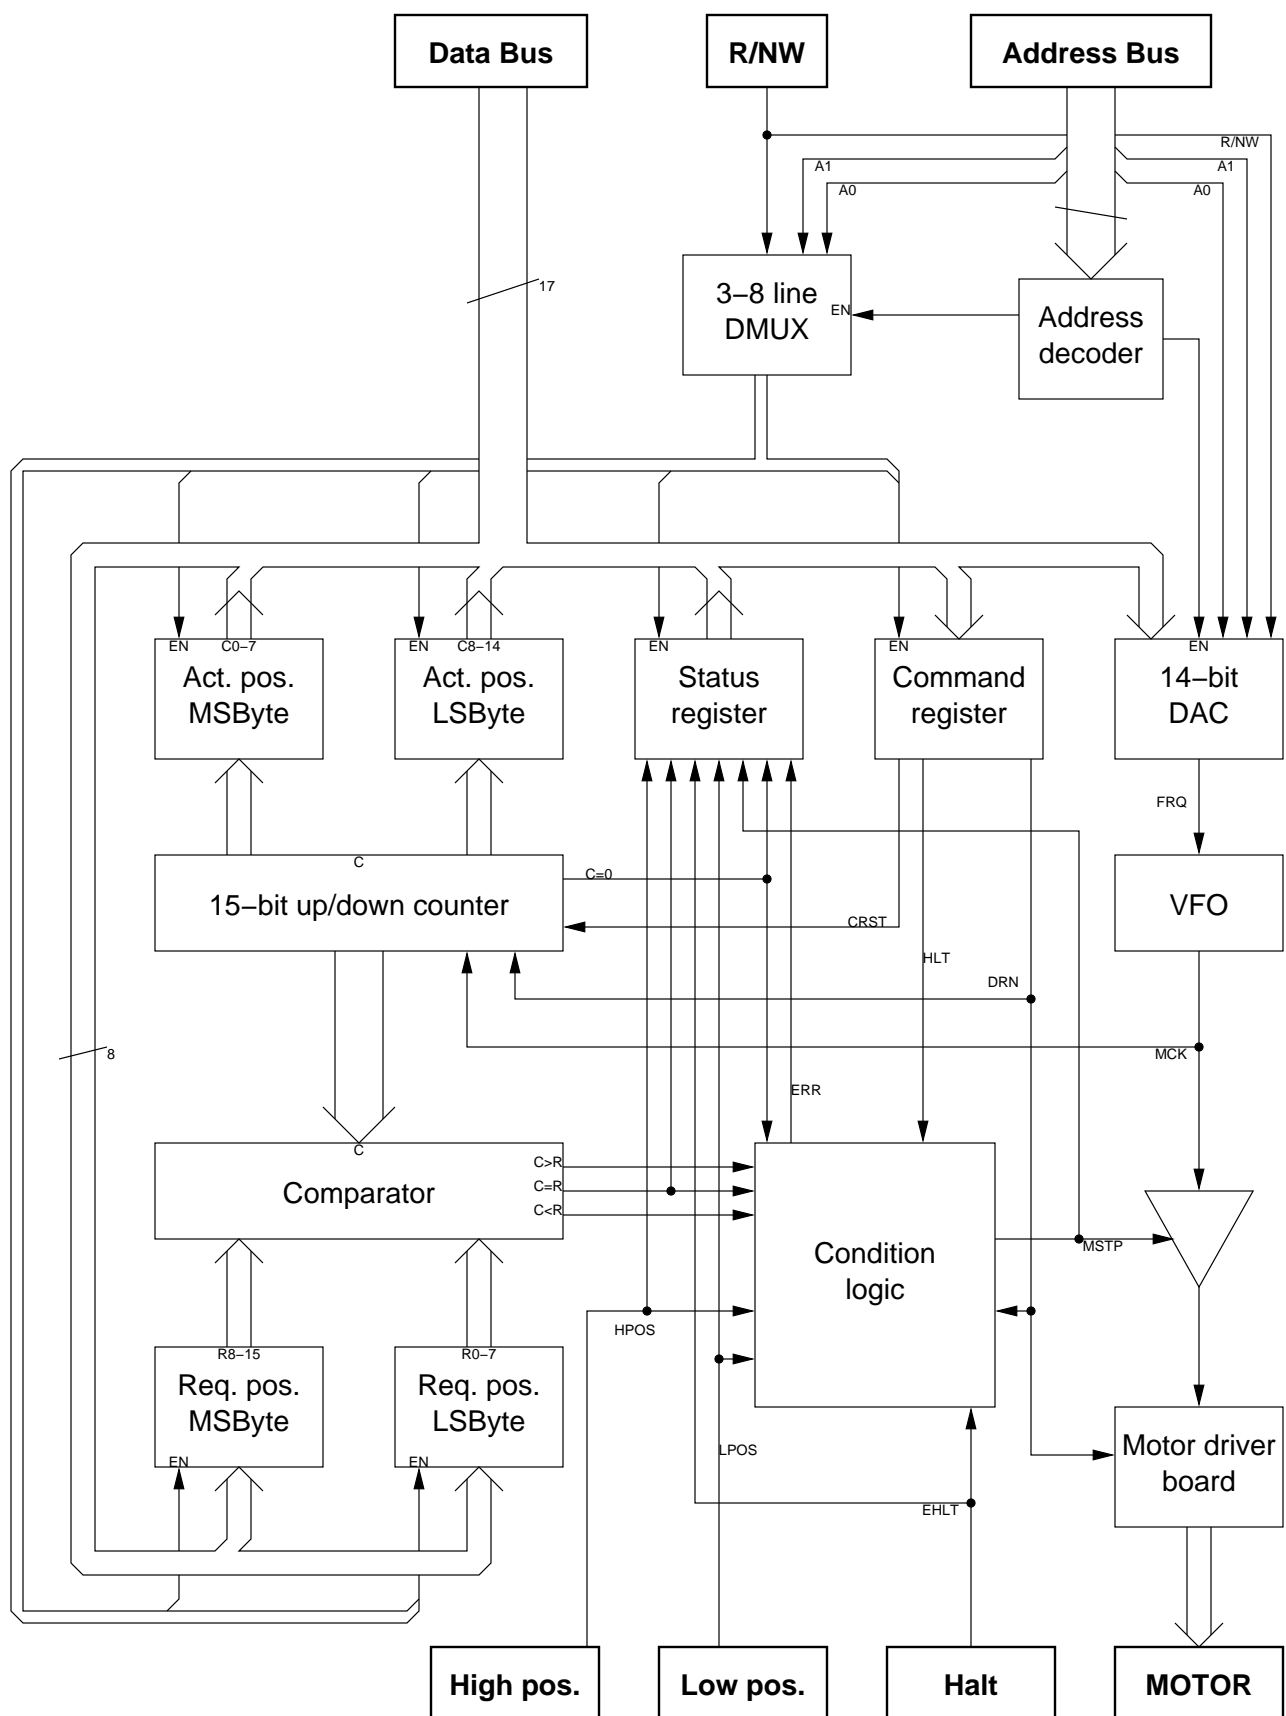 Data Bus
R/NW
Address Bus
R/NW
A1
A1
A0
A0
17
3−8 line
DMUX
EN
Address
decoder
EN
C0−7
EN
C8−14
EN
EN
EN
Act. pos.
MSByte
Act. pos.
LSByte
Status
register
Command
register
14−bit
DAC
FRQ
C
C=0
15−bit up/down counter
CRST
VFO
HLT
DRN
8
MCK
ERR
C
C>R
Comparator
C=R
C<R
Condition
logic
MSTP
HPOS
R8−15
R0−7
Req. pos.
MSByte
Req. pos.
LSByte
EN
EN
LPOS
Motor driver
board
EHLT
High pos.
Low pos.
Halt
MOTOR